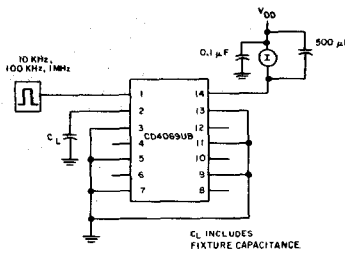 VDD
0.1 µF
I
500 µF
10 KHz,
100 KHz, 1MHz
1
2
3
4
5
6
7
CD4069UB
14
13
12
11
10
9
8
CL
CL INCLUDES
FIXTURE CAPACITANCE